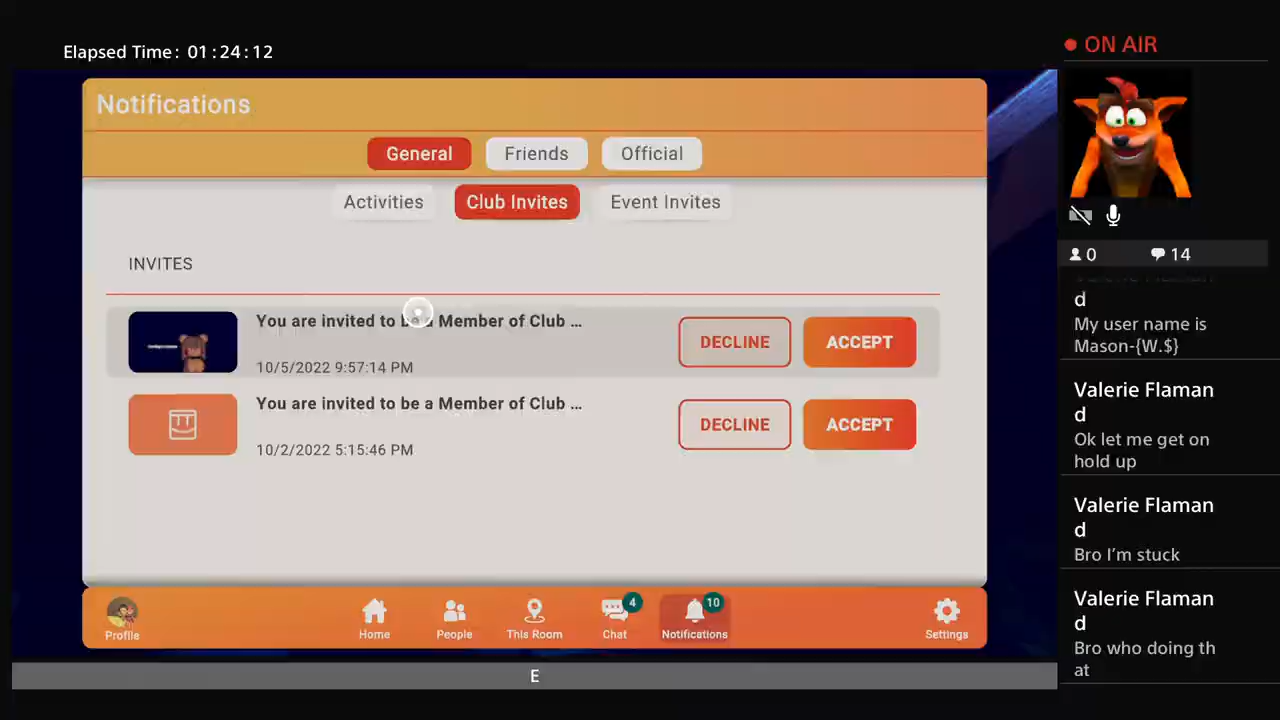 Elapsed Time: 01:24:12
ON AIR
Notifications
General Friends Official
Activities Club Invites Event Invites
INVITES
You are invited to be a Member of Club ...
10/5/2022 9:57:14 PM
DECLINE ACCEPT
You are invited to be a Member of Club ...
10/2/2022 5:15:46 PM
DECLINE ACCEPT
Profile
Home
People
This Room
4
Chat
10
Notifications
Settings
E
0 14
Valerie Flaman
d
My user name is
Mason-{W.$}
Valerie Flaman
d
Ok let me get on
hold up
Valerie Flaman
d
Bro I'm stuck
Valerie Flaman
d
Bro who doing th
at